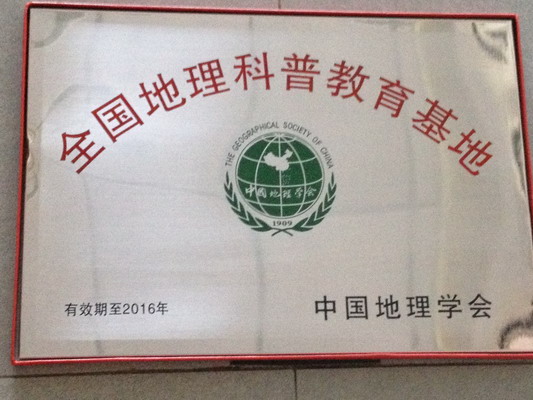 全国地理科普教育基地
THE GEOGRAPHICAL SOCIETY OF CHINA
中国地理学会
1909
有效期至2016年
中国地理学会